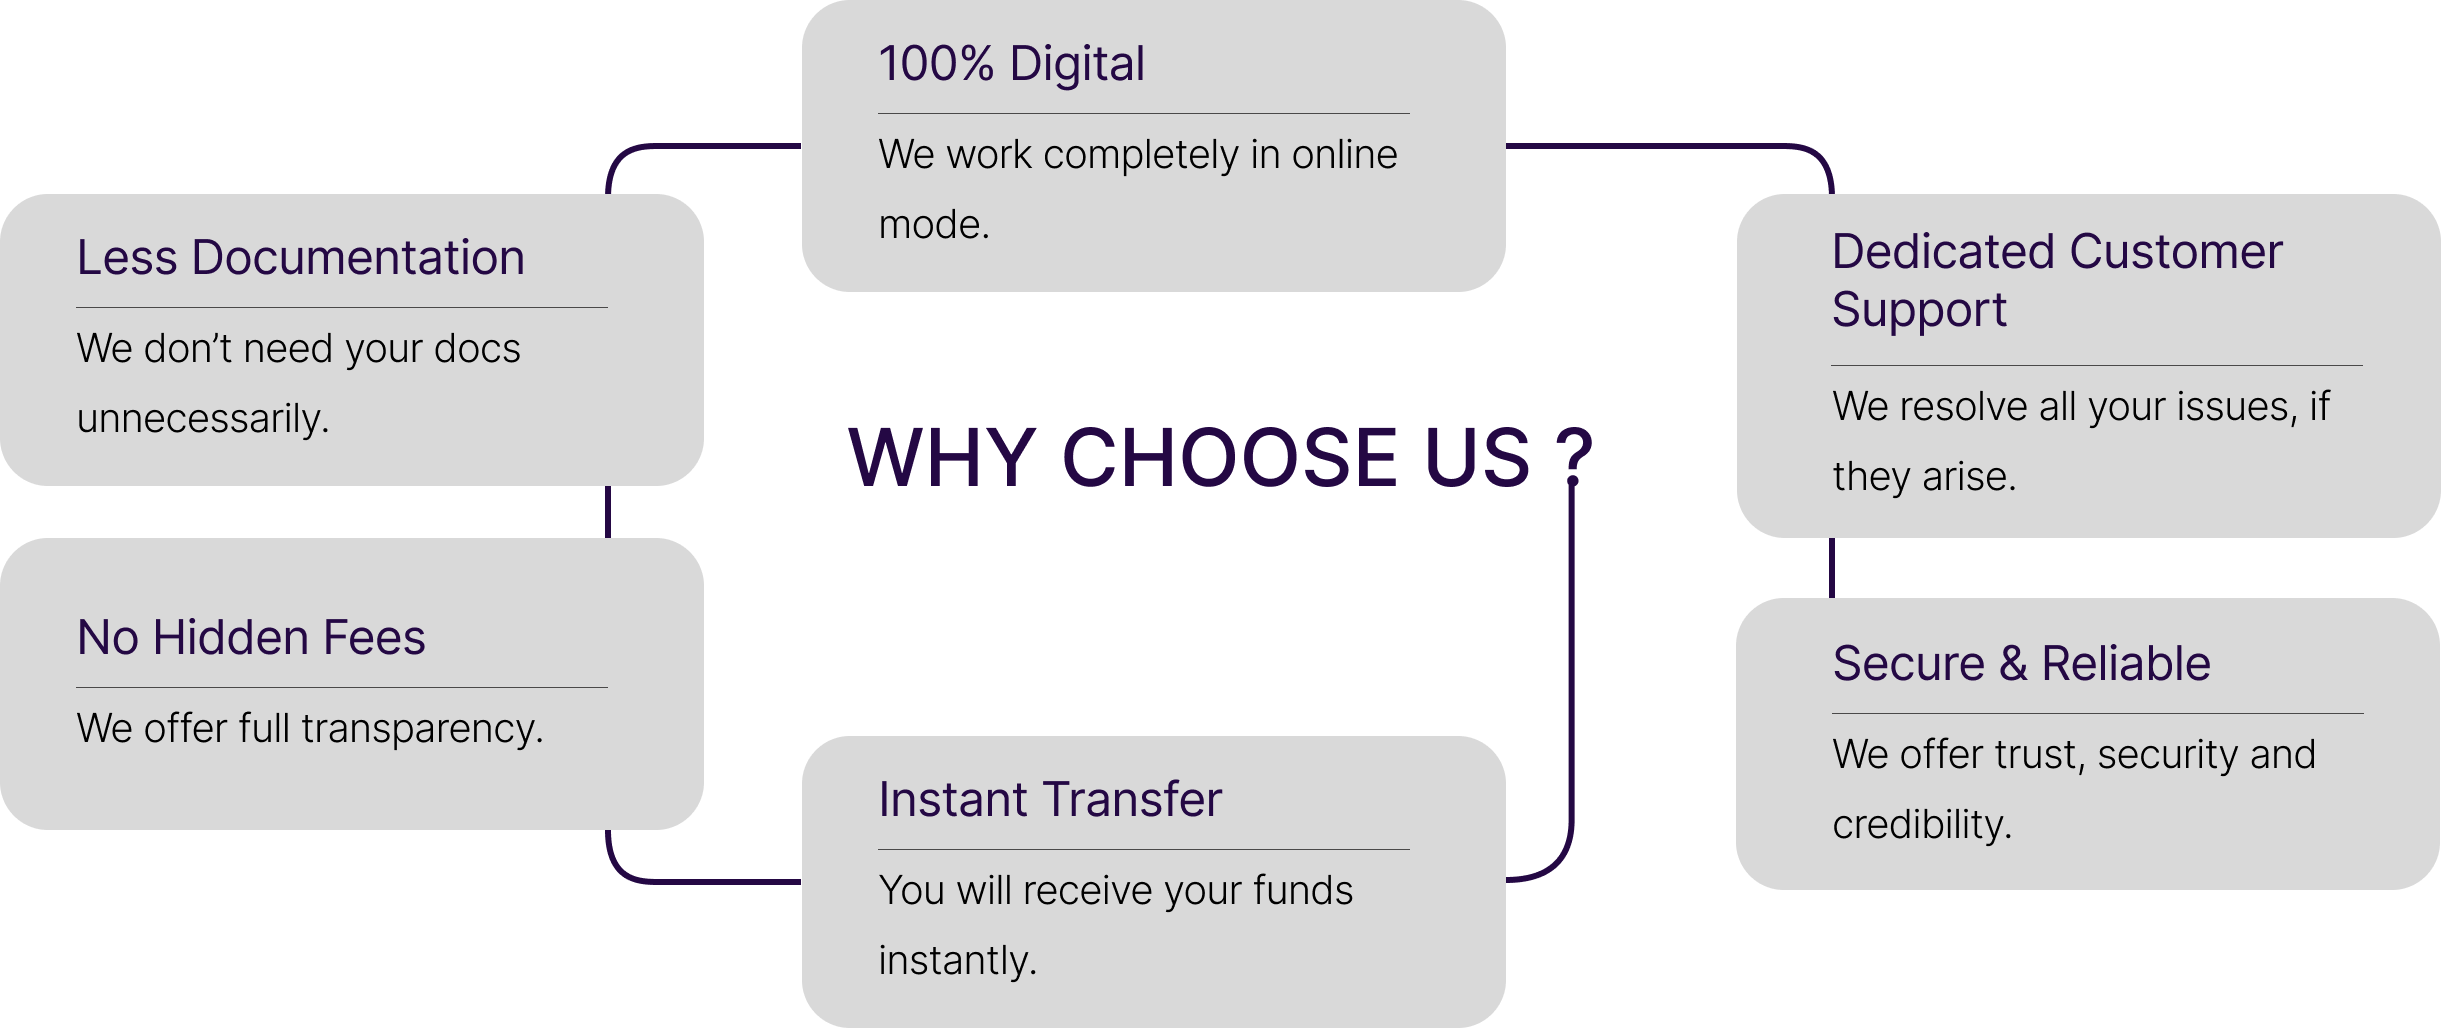 100% Digital
We work completely in online
mode.
Less Documentation
We don’t need your docs
unnecessarily.
Dedicated Customer
Support
We resolve all your issues, if
they arise.
WHY CHOOSE US ?
No Hidden Fees
We offer full transparency.
Secure & Reliable
We offer trust, security and
credibility.
Instant Transfer
You will receive your funds
instantly.